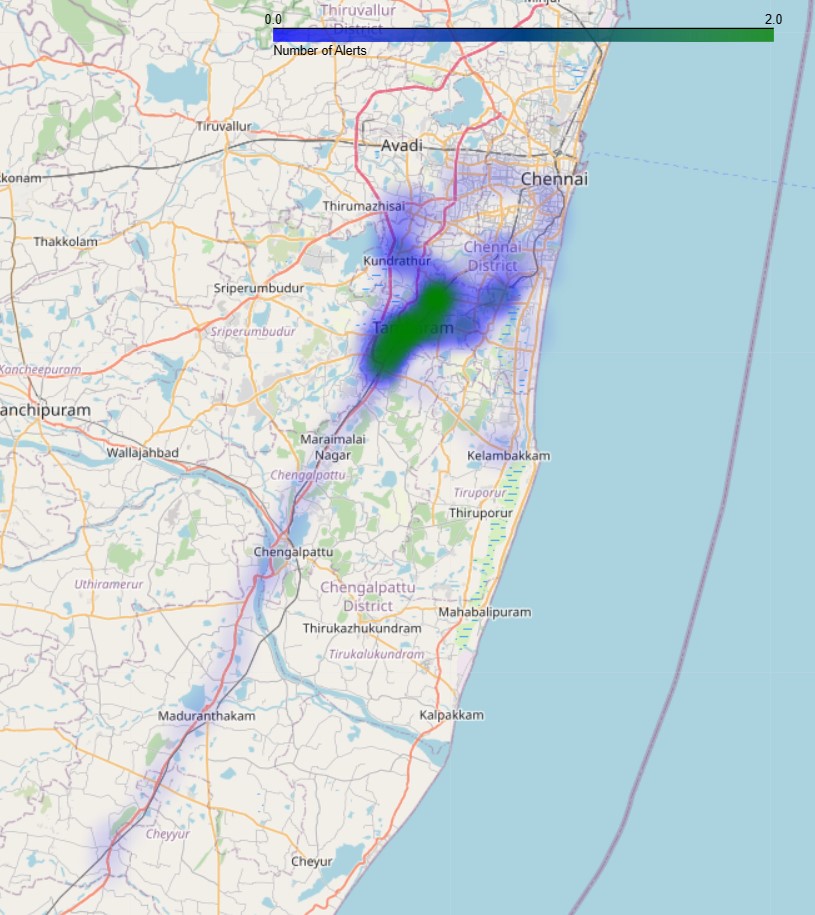 Minjur
Thiruvallur
District
0.0
2.0
Number of Alerts
Tiruvallur
Avadi
konam
Chennai
Thirumazhisai
Thakkolam
Chennai
District
Kundrathur
Sriperumbudur
Tambaram
Sriperumbudur
Kancheepuram
anchipuram
Maraimalai
Nagar
Wallajahbad
Kelambakkam
Chengalpattu
Tiruporur
Thiruporur
Chengalpattu
Uthiramerur
Chengalpattu
District
Mahabalipuram
Thirukazhukundram
Tirukalukundram
Maduranthakam
Kalpakkam
Cheyyur
Cheyur